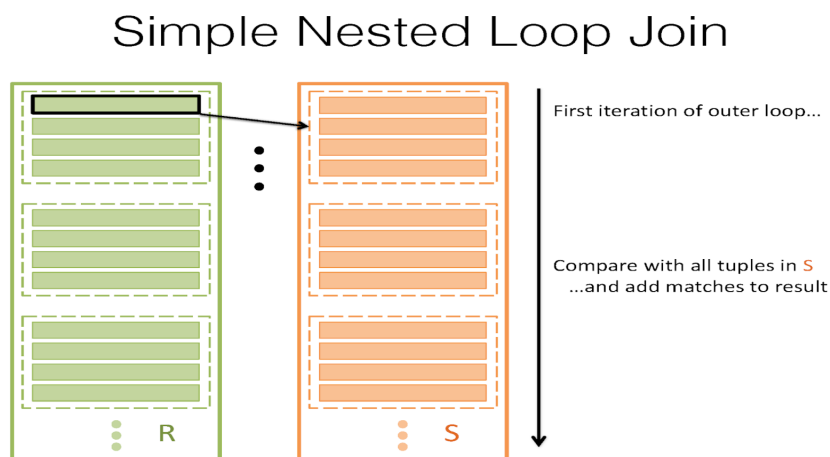 Simple Nested Loop Join
First iteration of outer loop...
Compare with all tuples in S
...and add matches to result
R
S